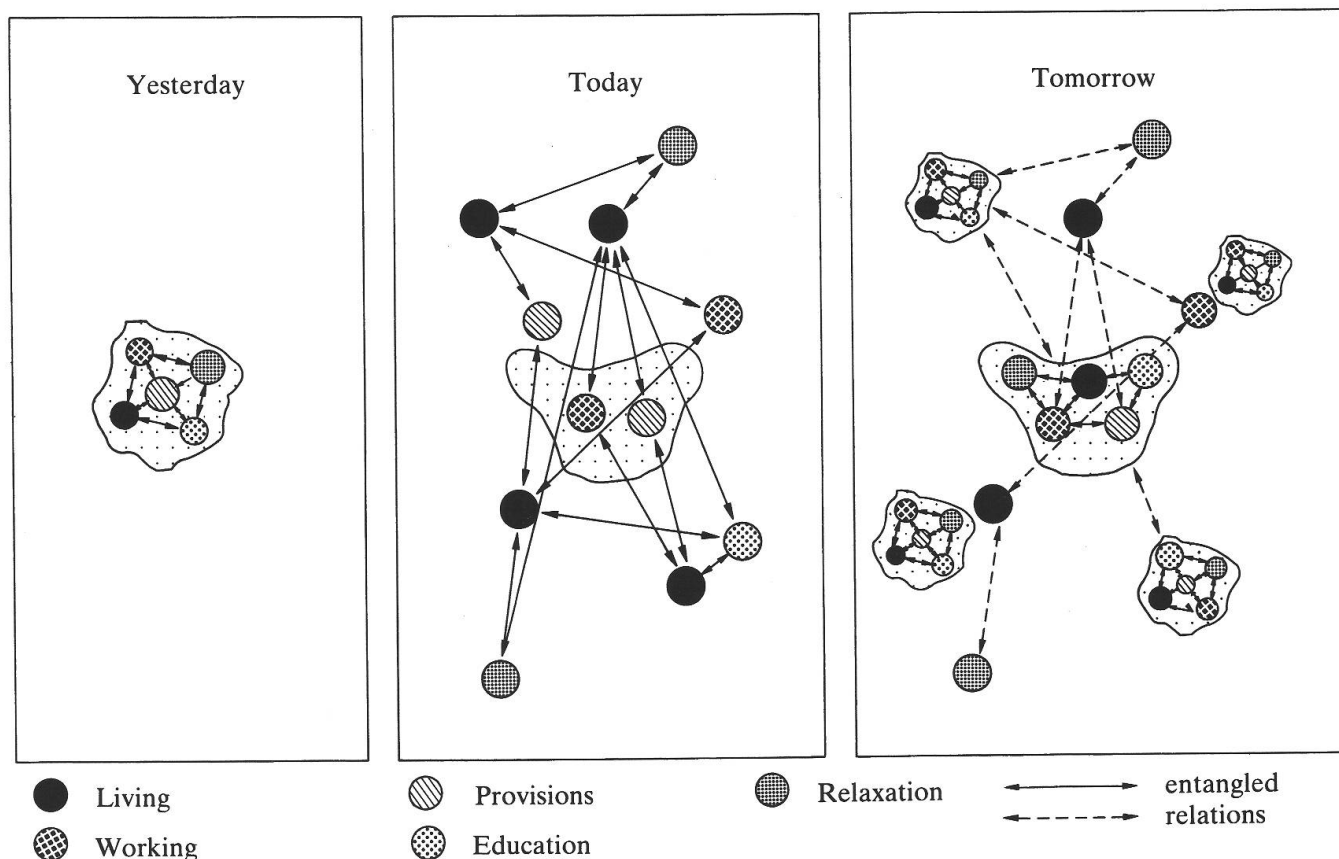 Yesterday
Today
Tomorrow
Living
Provisions
Relaxation
entangled
relations
Working
Education